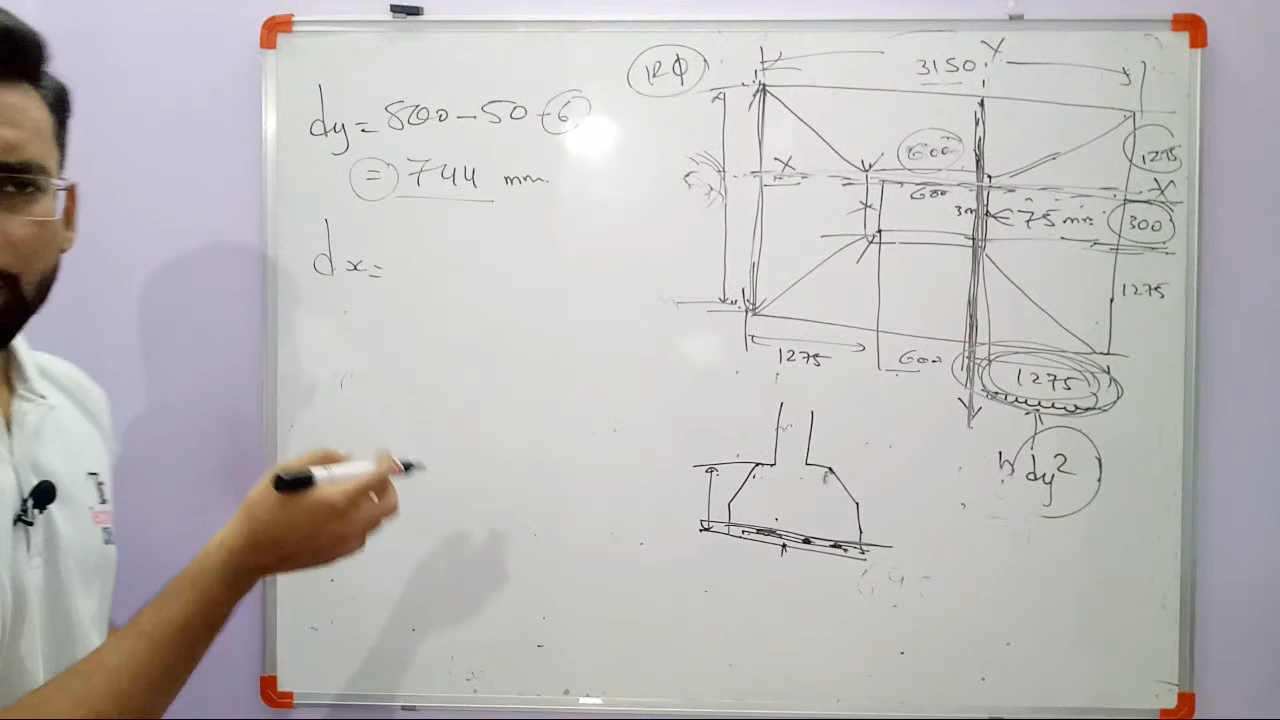 dy = 800 - 50 - 6
= 744 mm.
dx =
12ϕ
3150
Y
1275
600
X
X
600
75 mm
300
1275
1275
600
1275
dy²